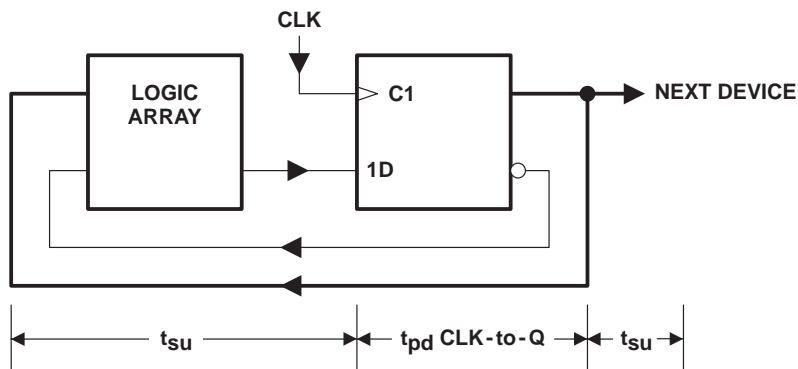 CLK
LOGIC
ARRAY
C1
1D
NEXT DEVICE
tsu
tpd CLK-to-Q
tsu